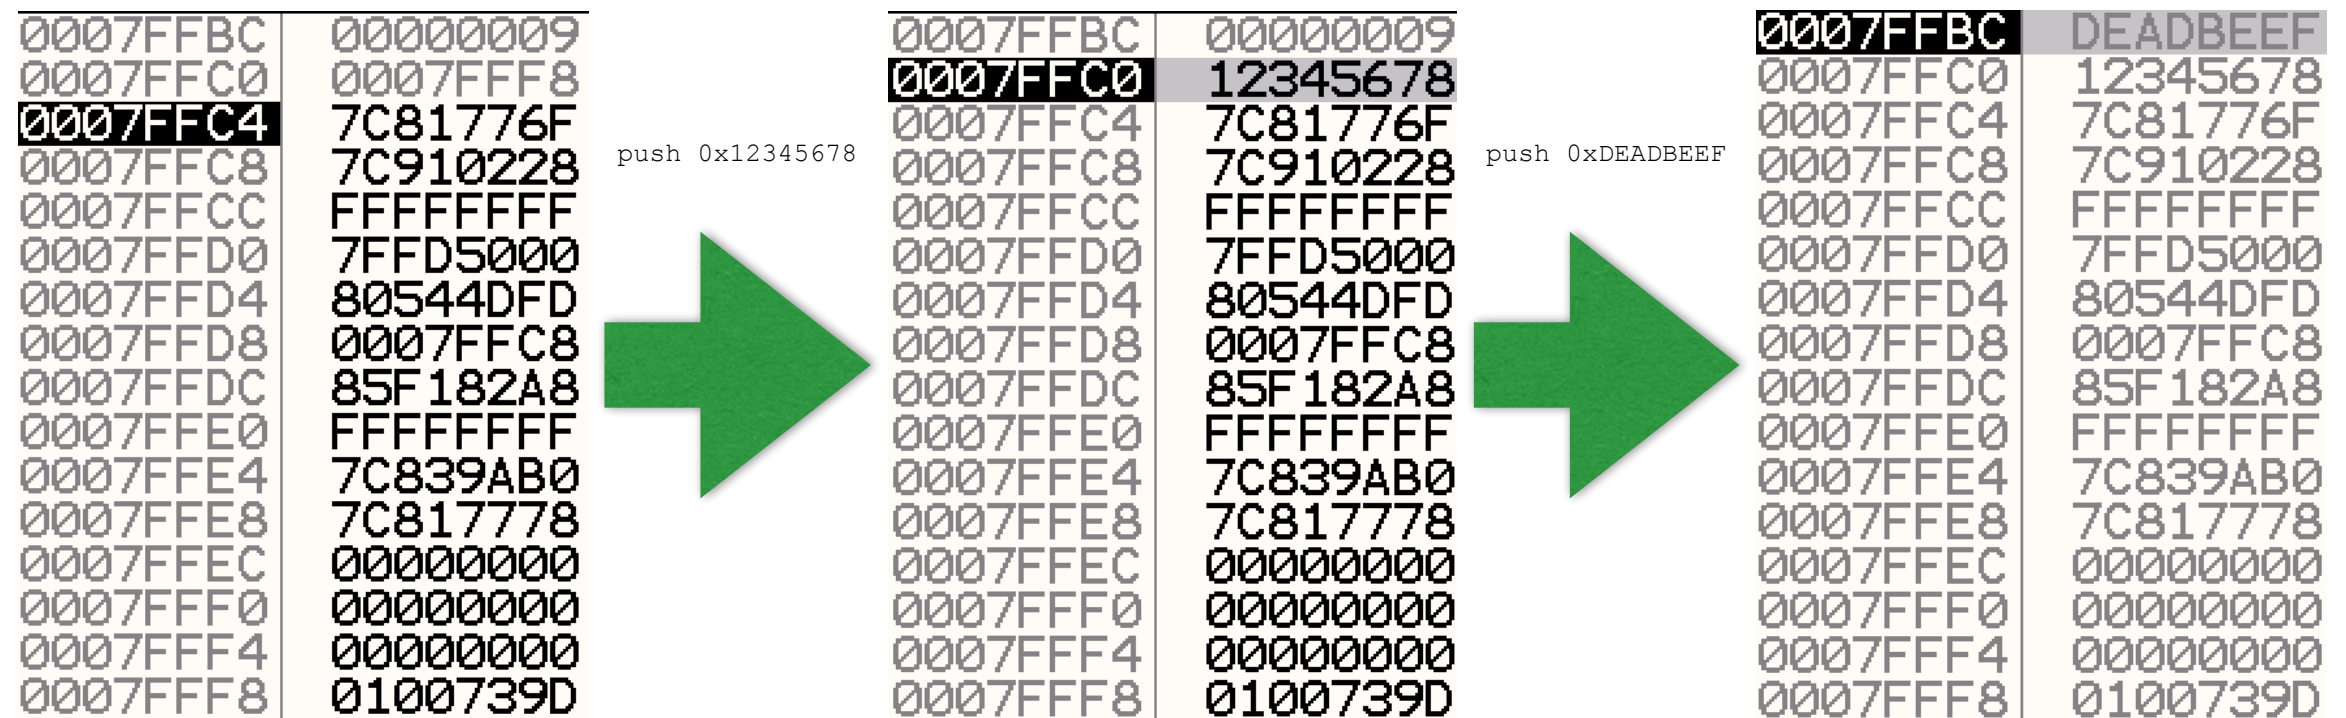 0007FFBC 00000009
0007FFC0 0007FFF8
0007FFC4 7C81776F
0007FFC8 7C910228
0007FFCC FFFFFFFF
0007FFD0 7FFD5000
0007FFD4 80544DFD
0007FFD8 0007FFC8
0007FFDC 85F182A8
0007FFE0 FFFFFFFF
0007FFE4 7C839AB0
0007FFE8 7C817778
0007FFEC 00000000
0007FFF0 00000000
0007FFF4 00000000
0007FFF8 0100739D
push 0x12345678
0007FFBC 00000009
0007FFC0 12345678
0007FFC4 7C81776F
0007FFC8 7C910228
0007FFCC FFFFFFFF
0007FFD0 7FFD5000
0007FFD4 80544DFD
0007FFD8 0007FFC8
0007FFDC 85F182A8
0007FFE0 FFFFFFFF
0007FFE4 7C839AB0
0007FFE8 7C817778
0007FFEC 00000000
0007FFF0 00000000
0007FFF4 00000000
0007FFF8 0100739D
push 0xDEADBEEF
0007FFBC DEADBEEF
0007FFC0 12345678
0007FFC4 7C81776F
0007FFC8 7C910228
0007FFCC FFFFFFFF
0007FFD0 7FFD5000
0007FFD4 80544DFD
0007FFD8 0007FFC8
0007FFDC 85F182A8
0007FFE0 FFFFFFFF
0007FFE4 7C839AB0
0007FFE8 7C817778
0007FFEC 00000000
0007FFF0 00000000
0007FFF4 00000000
0007FFF8 0100739D